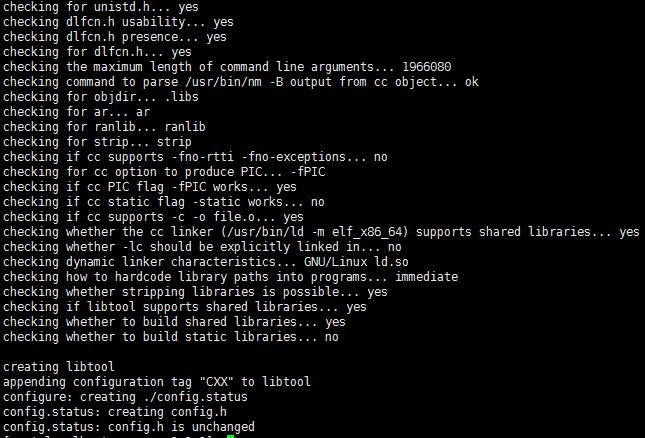 checking for unistd.h... yes
checking dlfcn.h usability... yes
checking dlfcn.h presence... yes
checking for dlfcn.h... yes
checking the maximum length of command line arguments... 1966080
checking command to parse /usr/bin/nm -B output from cc object... ok
checking for objdir... .libs
checking for ar... ar
checking for ranlib... ranlib
checking for strip... strip
checking if cc supports -fno-rtti -fno-exceptions... no
checking for cc option to produce PIC... -fPIC
checking if cc PIC flag -fPIC works... yes
checking if cc static flag -static works... no
checking if cc supports -c -o file.o... yes
checking whether the cc linker (/usr/bin/ld -m elf_x86_64) supports shared libraries... yes
checking whether -lc should be explicitly linked in... no
checking dynamic linker characteristics... GNU/Linux ld.so
checking how to hardcode library paths into programs... immediate
checking whether stripping libraries is possible... yes
checking if libtool supports shared libraries... yes
checking whether to build shared libraries... yes
checking whether to build static libraries... no
creating libtool
appending configuration tag "CXX" to libtool
configure: creating ./config.status
config.status: creating config.h
config.status: config.h is unchanged